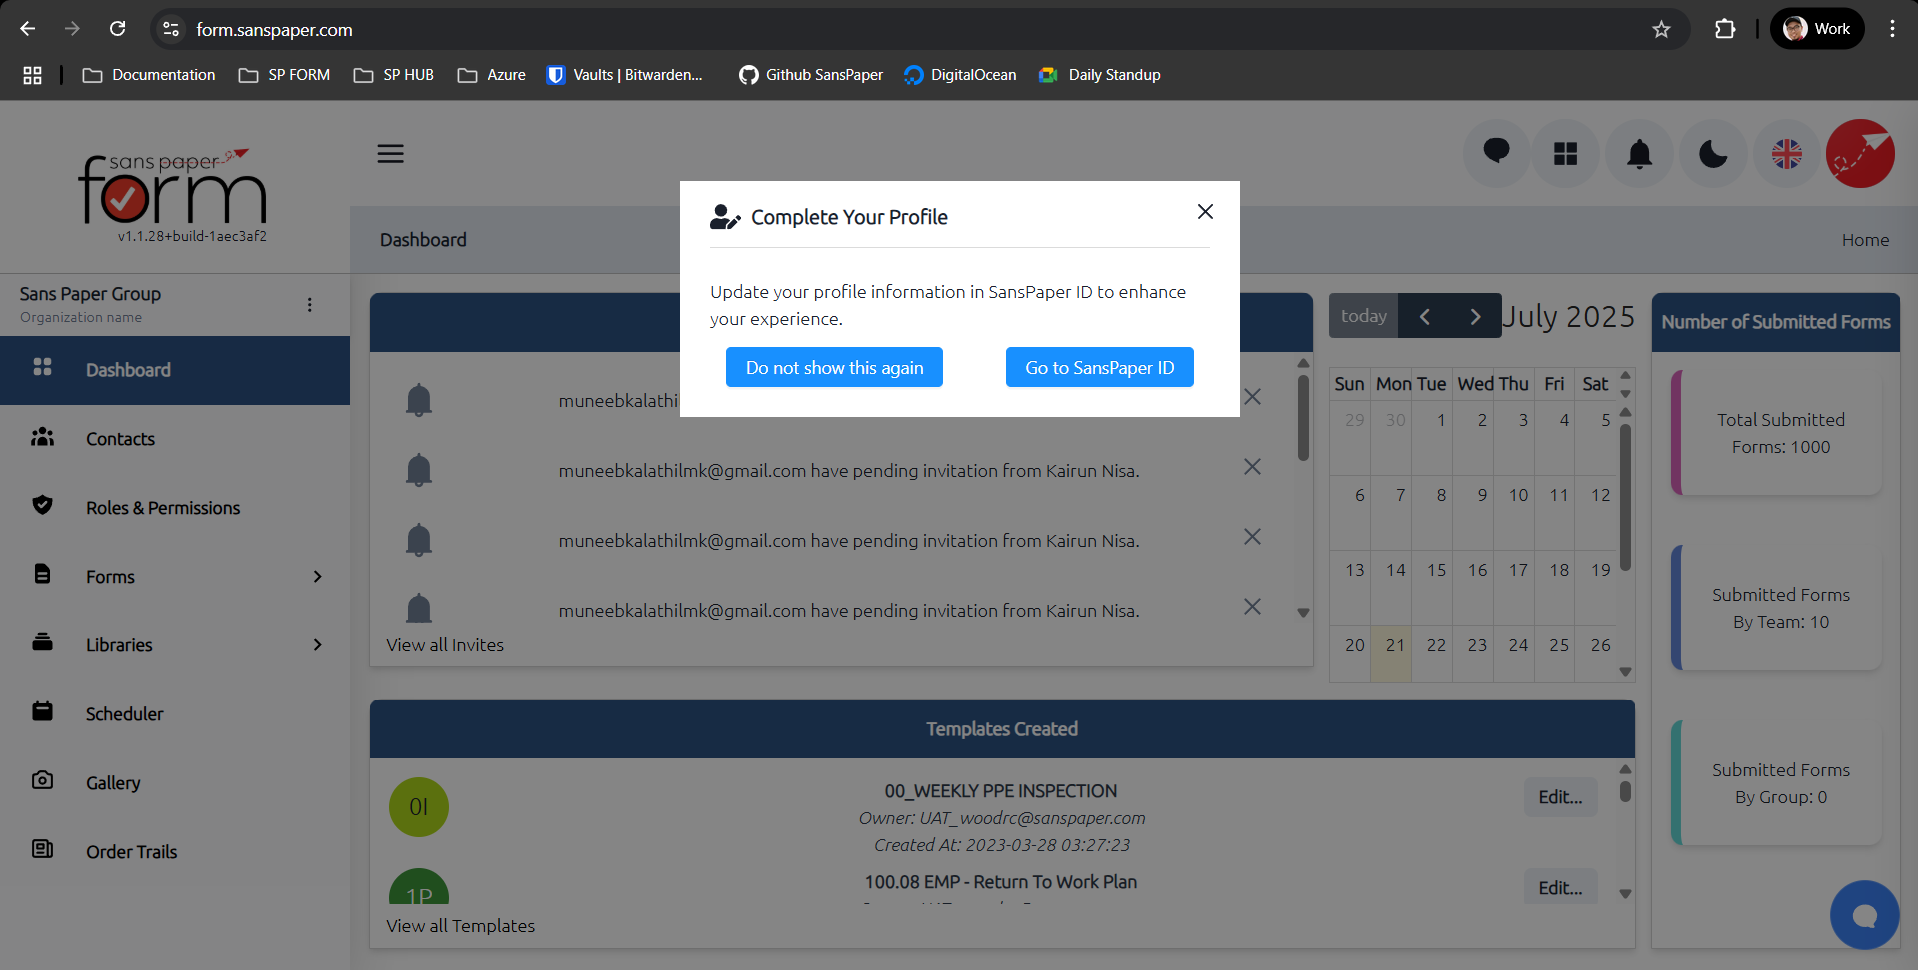 form.sanspaper.com
Work
Documentation
SP FORM
SP HUB
Azure
Vaults | Bitwarden...
Github SansPaper
DigitalOcean
Daily Standup
sans paper
form
v1.1.28+build-1aec3af2
Sans Paper Group
Organization name
Dashboard
Contacts
Roles & Permissions
Forms
Libraries
Scheduler
Gallery
Order Trails
Dashboard
Home
Complete Your Profile
Update your profile information in SansPaper ID to enhance
your experience.
Do not show this again
Go to SansPaper ID
muneebkalathil
muneebkalathilmk@gmail.com have pending invitation from Kairun Nisa.
muneebkalathilmk@gmail.com have pending invitation from Kairun Nisa.
muneebkalathilmk@gmail.com have pending invitation from Kairun Nisa.
View all Invites
today
July 2025
Sun Mon Tue Wed Thu Fri Sat
29 30 1 2 3 4 5
6 7 8 9 10 11 12
13 14 15 16 17 18 19
20 21 22 23 24 25 26
Number of Submitted Forms
Total Submitted
Forms: 1000
Submitted Forms
By Team: 10
Submitted Forms
By Group: 0
Templates Created
0I
00_WEEKLY PPE INSPECTION
Owner: UAT_woodrc@sanspaper.com
Created At: 2023-03-28 03:27:23
Edit...
1P
100.08 EMP - Return To Work Plan
Edit...
View all Templates